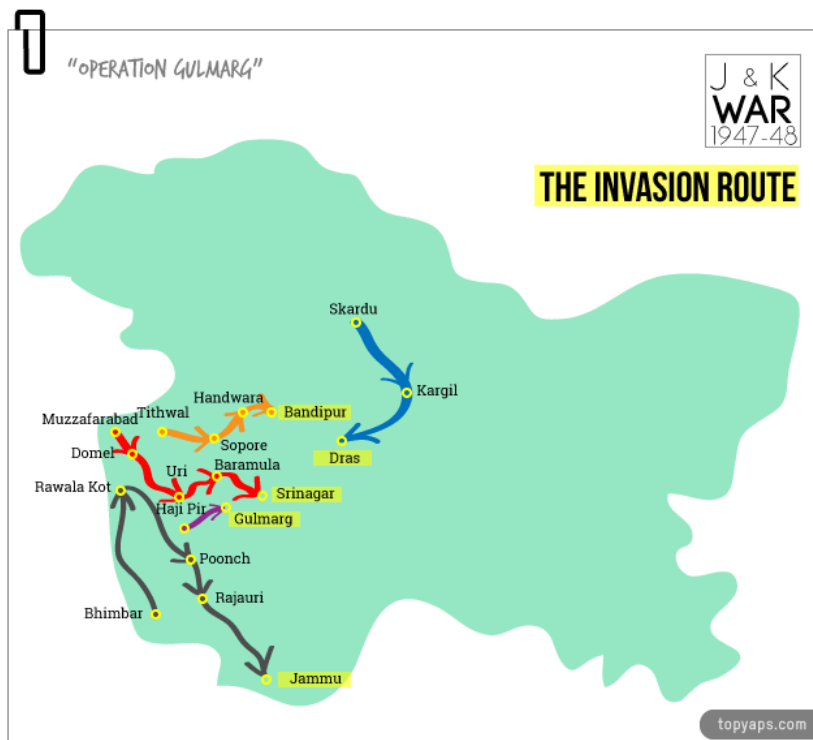 1
"OPERATION GULMARG"
J & K
WAR
1947-48
THE INVASION ROUTE
Skardu
Kargil
Handwara
Bandipur
Muzzafarabad
Tithwal
Sopore
Domel
Dras
Uri
Baramula
Rawala Kot
Srinagar
Haji Pir
Gulmarg
Poonch
Rajauri
Bhimbar
Jammu
topyaps.com